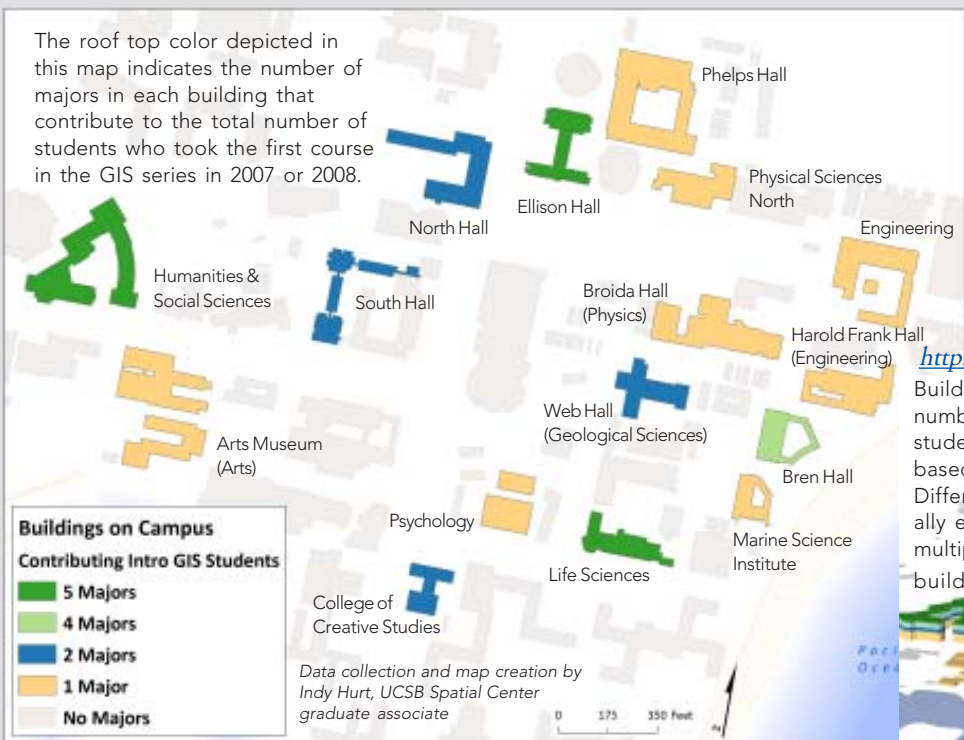 The roof top color depicted in
this map indicates the number of
majors in each building that
contribute to the total number of
students who took the first course
in the GIS series in 2007 or 2008.
Phelps Hall
Physical Sciences
North
Ellison Hall
North Hall
Engineering
Humanities &
Social Sciences
South Hall
Broida Hall
(Physics)
Harold Frank Hall
(Engineering)
Web Hall
(Geological Sciences)
Bren Hall
Arts Museum
(Arts)
Psychology
Marine Science
Institute
Life Sciences
College of
Creative Studies
Buildings on Campus
Contributing Intro GIS Students
5 Majors
4 Majors
2 Majors
1 Major
No Majors
Data collection and map creation by
Indy Hurt, UCSB Spatial Center
graduate associate
0 175 350 Feet
N
http
Build
numb
stude
based
Differ
ally e
multip
build
Paci
Ocea